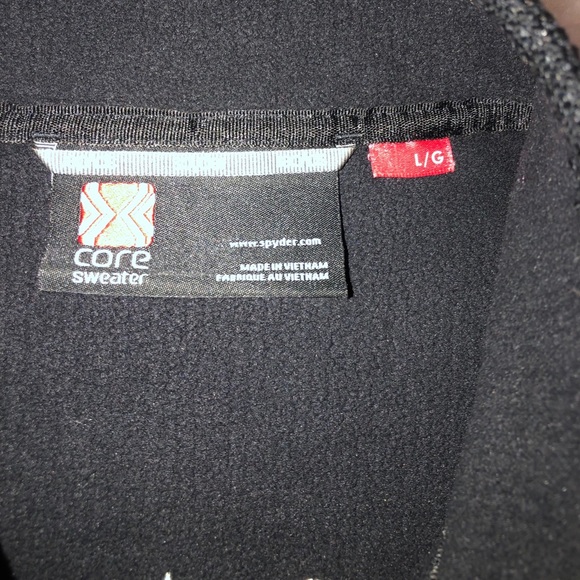 L/G
core
sweater
www.spyder.com
MADE IN VIETNAM
FABRIQUE AU VIETNAM